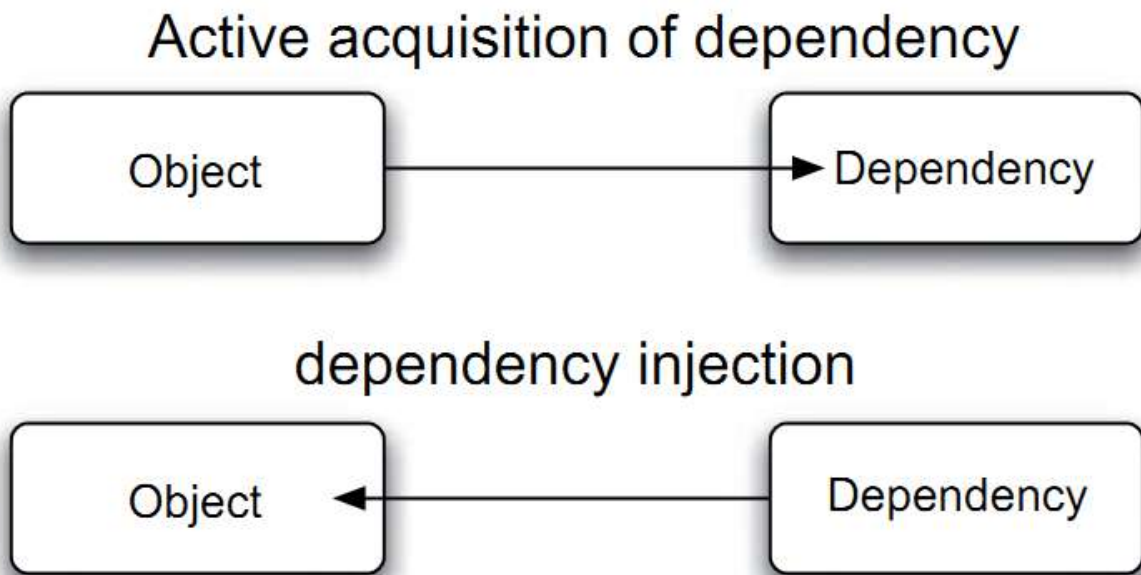 Active acquisition of dependency
Object
Dependency
dependency injection
Object
Dependency